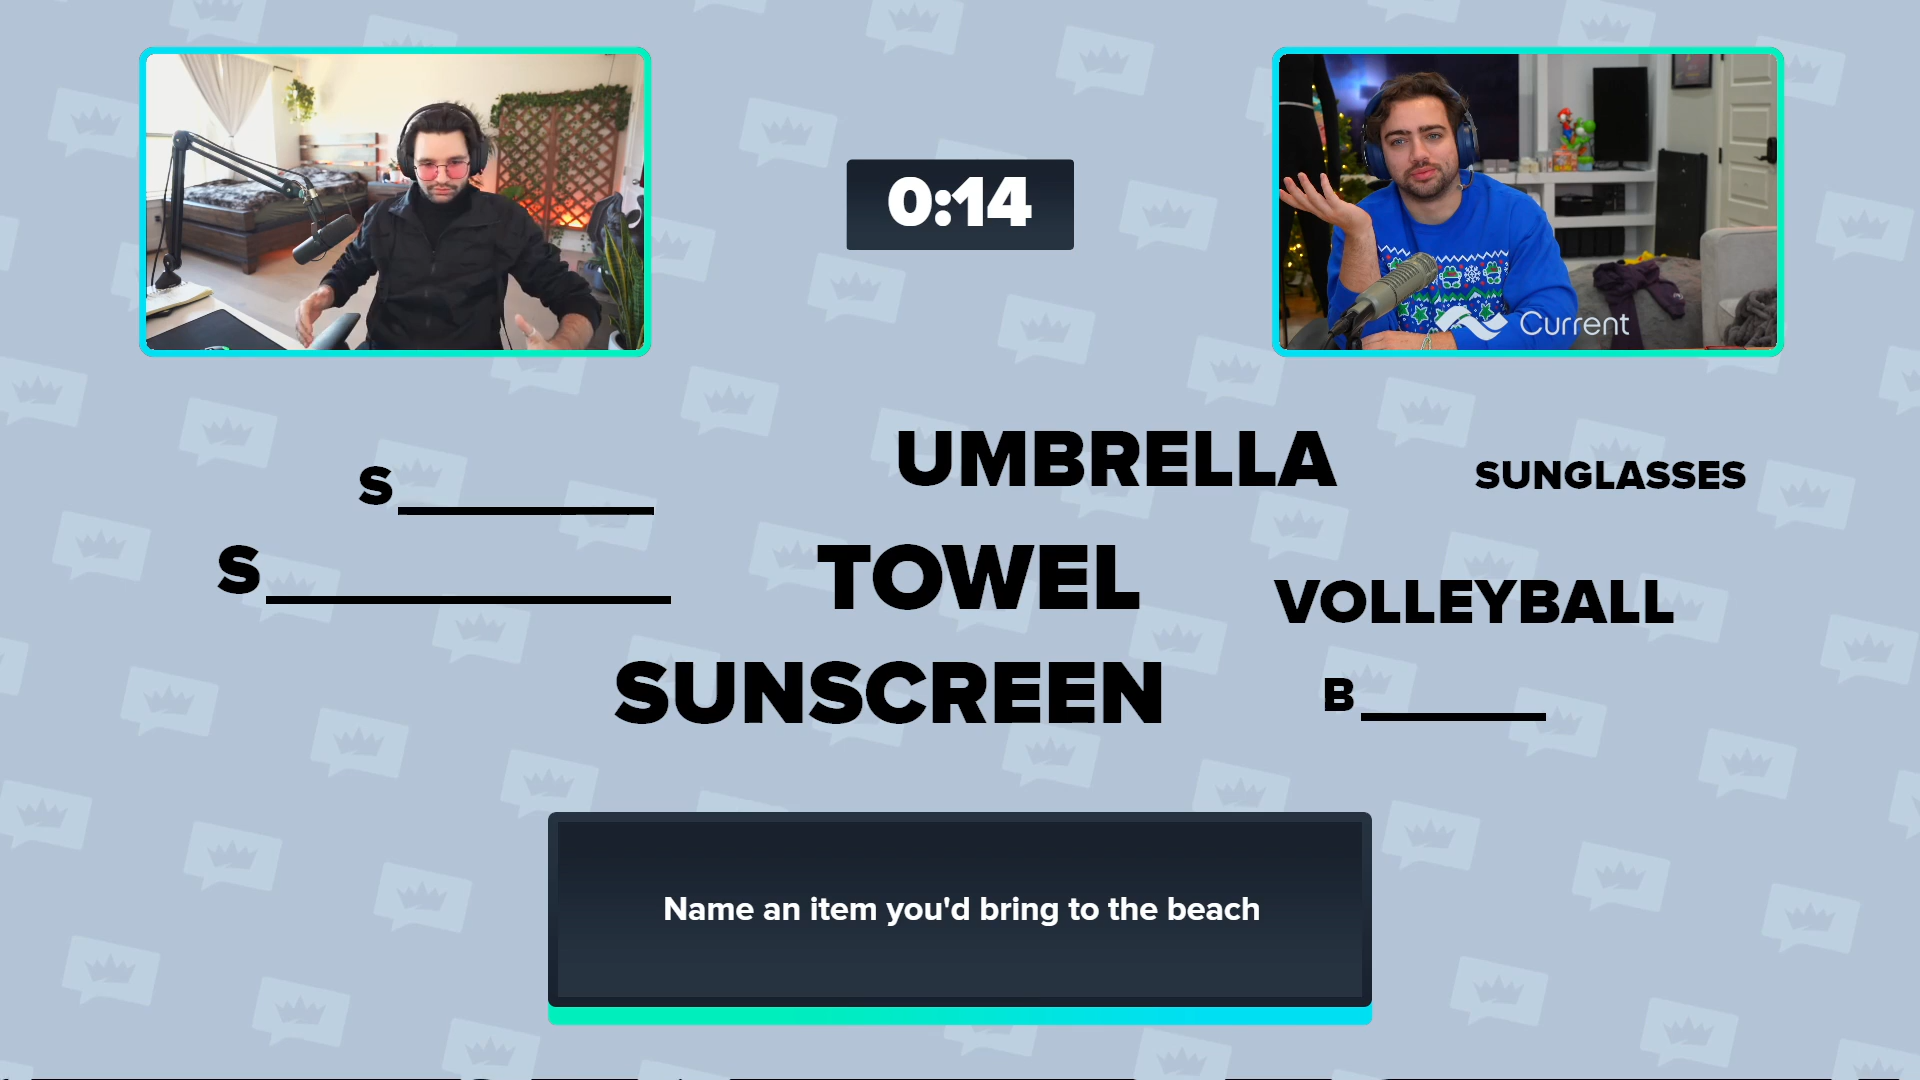 0:14
Current
UMBRELLA
SUNGLASSES
S
S
TOWEL
VOLLEYBALL
SUNSCREEN
B
Name an item you'd bring to the beach